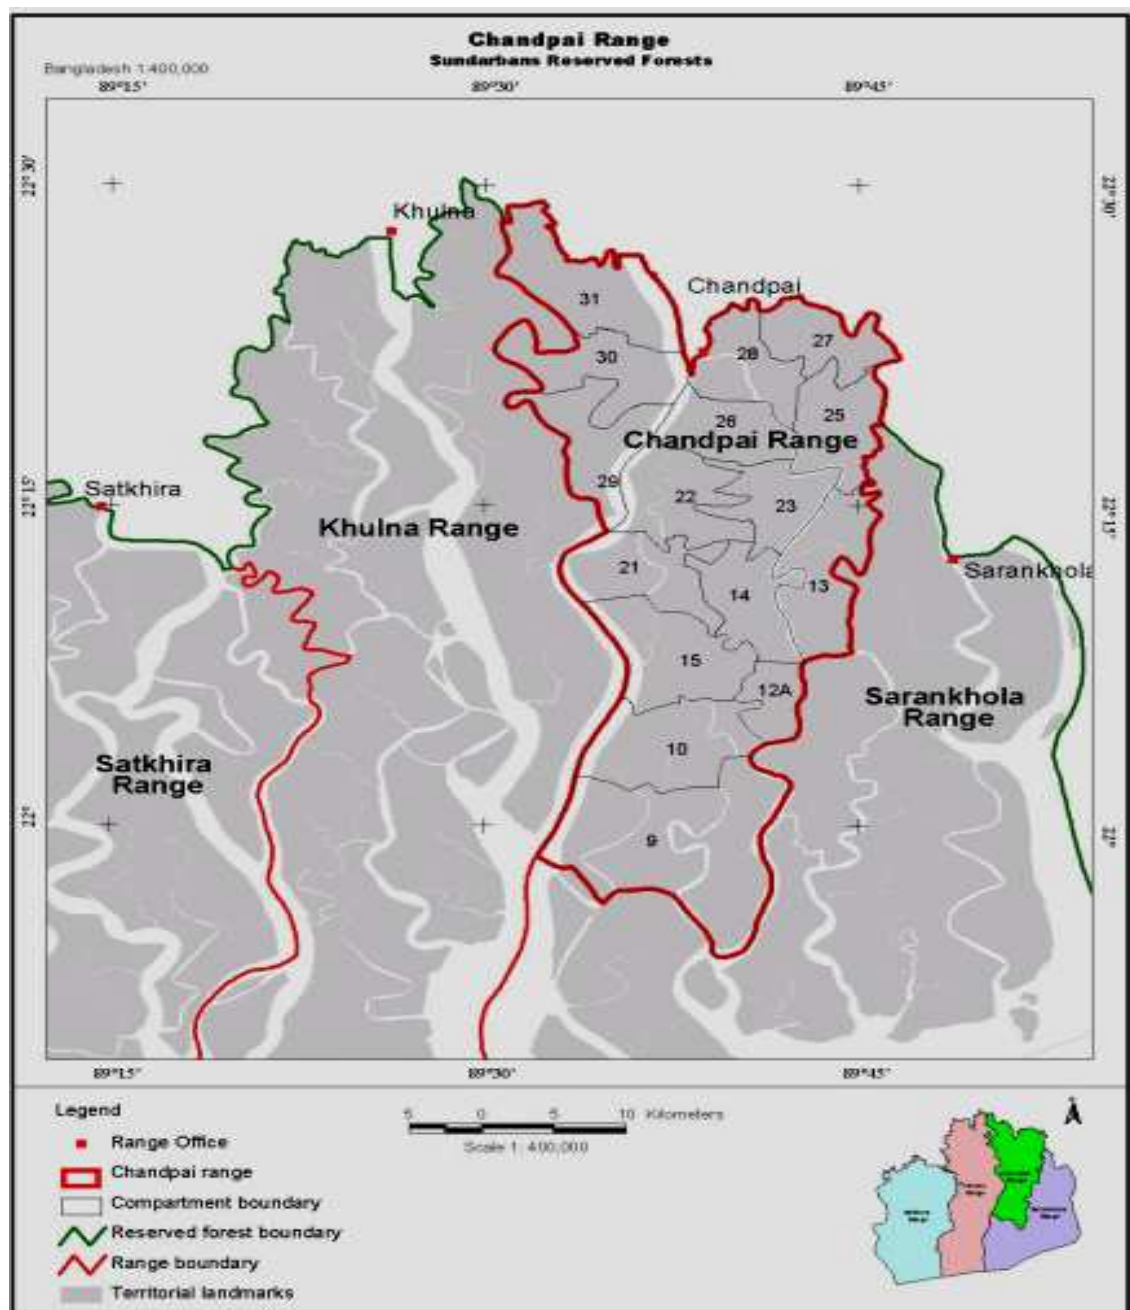 Chandpai Range
Sundarbans Reserved Forests
Bangladesh 1:400,000
89°15' 89°30' 89°45'
22°30' 22°30'
Khulna
Chandpai
31
27
28
30
25
26
Chandpai Range
Satkhira
22°15' 22°15'
29
22
23
Khulna Range
21
13
14
Sarankhola
15
12A
Sarankhola
Range
10
Satkhira
Range
22° 22°
9
89°15' 89°30' 89°45'
Legend
5 0 5 10 Kilometers
Scale 1: 400,000
Range Office
Chandpai range
Compartment boundary
Reserved forest boundary
Range boundary
Territorial landmarks